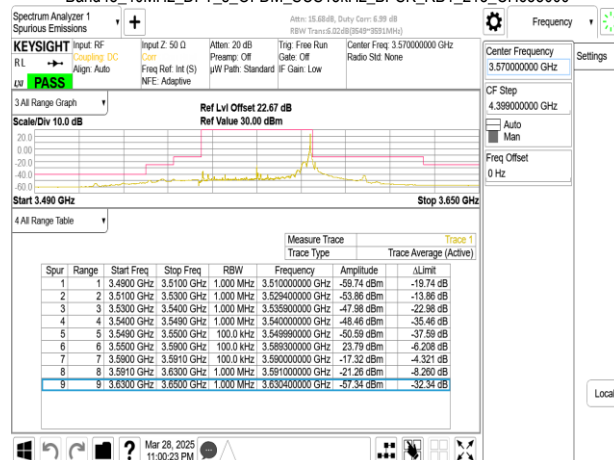 Spectrum Analyzer 1
Spurious Emissions
Attn: 15.68dB, Duty Corr: 6.99 dB
RBW Trans:6.02dB(3549~3591MHz)
Frequency
KEYSIGHT
RL
PASS
Input: RF
Coupling: DC
Align: Auto
Input Z: 50 Ω
Corr
Freq Ref: Int (S)
NFE: Adaptive
Atten: 20 dB
Preamp: Off
µW Path: Standard
Trig: Free Run
Gate: Off
IF Gain: Low
Center Freq: 3.570000000 GHz
Radio Std: None
Center Frequency
3.570000000 GHz
Settings
CF Step
4.399000000 GHz
Auto
Man
Freq Offset
0 Hz
3 All Range Graph
Scale/Div 10.0 dB
Ref Lvl Offset 22.67 dB
Ref Value 30.00 dBm
20.0
0.00
-20.0
-40.0
-60.0
Start 3.490 GHz
Stop 3.650 GHz
4 All Range Table
Measure Trace Trace 1
Trace Type Trace Average (Active)
Spur Range Start Freq Stop Freq RBW Frequency Amplitude ΔLimit
1 1 3.4900 GHz 3.5100 GHz 1.000 MHz 3.510000000 GHz -59.74 dBm -19.74 dB
2 2 3.5100 GHz 3.5300 GHz 1.000 MHz 3.529400000 GHz -53.86 dBm -13.86 dB
3 3 3.5300 GHz 3.5400 GHz 1.000 MHz 3.535900000 GHz -47.98 dBm -22.98 dB
4 4 3.5400 GHz 3.5490 GHz 1.000 MHz 3.540000000 GHz -48.46 dBm -35.46 dB
5 5 3.5490 GHz 3.5500 GHz 100.0 kHz 3.549990000 GHz -50.59 dBm -37.59 dB
6 6 3.5500 GHz 3.5900 GHz 100.0 kHz 3.589300000 GHz 23.79 dBm -6.208 dB
7 7 3.5900 GHz 3.5910 GHz 100.0 kHz 3.590000000 GHz -17.32 dBm -4.321 dB
8 8 3.5910 GHz 3.6300 GHz 1.000 MHz 3.591000000 GHz -21.26 dBm -8.260 dB
9 9 3.6300 GHz 3.6500 GHz 1.000 MHz 3.630400000 GHz -57.34 dBm -32.34 dB
Local
Mar 28, 2025
11:00:23 PM